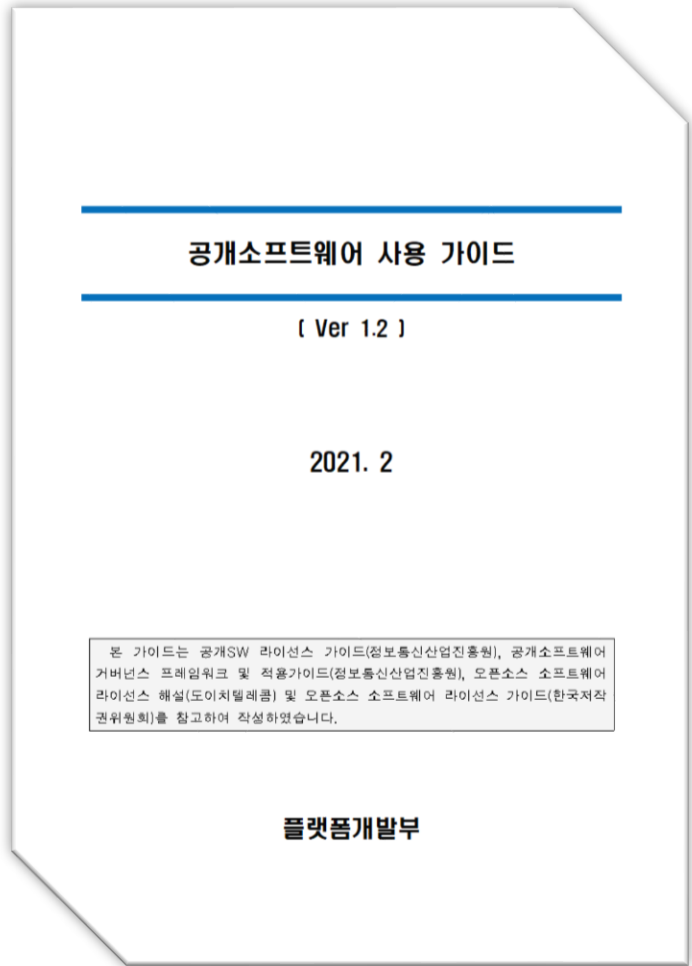 공개소프트웨어 사용 가이드
[ Ver 1.2 ]
2021. 2
본 가이드는 공개SW 라이선스 가이드(정보통신산업진흥원), 공개소프트웨어
거버넌스 프레임워크 및 적용가이드(정보통신산업진흥원), 오픈소스 소프트웨어
라이선스 해설(도이치텔레콤) 및 오픈소스 소프트웨어 라이선스 가이드(한국저작
권위원회)를 참고하여 작성하였습니다.
플랫폼개발부